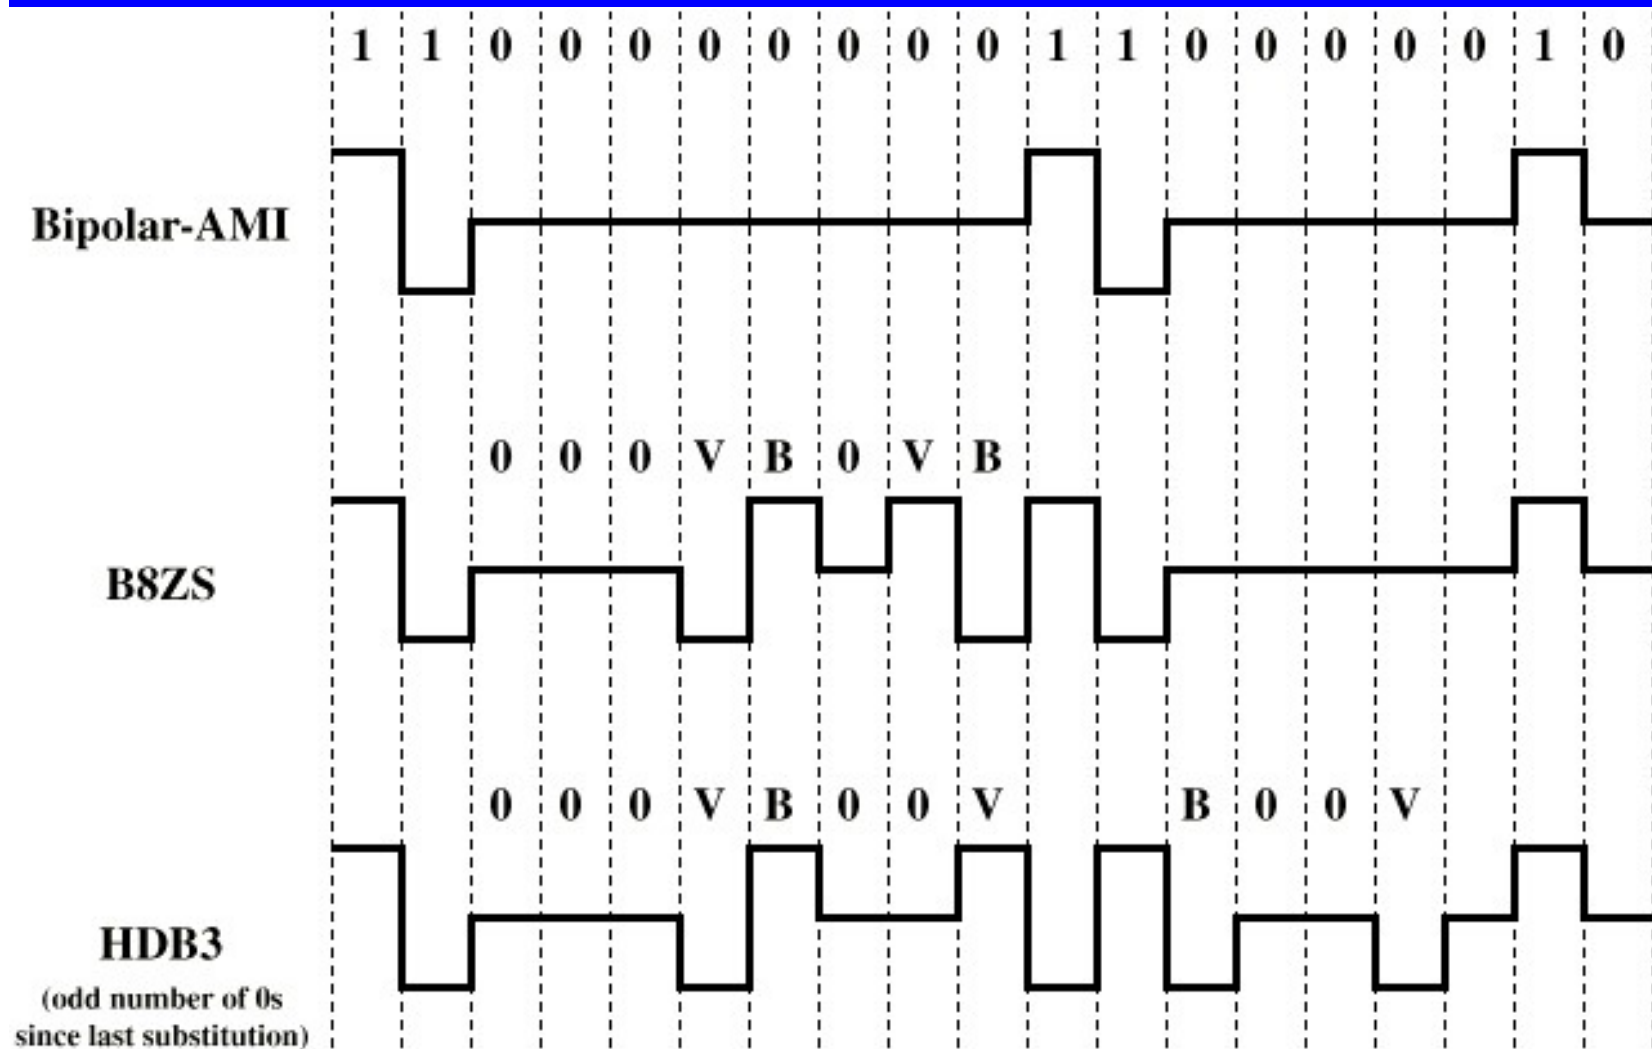 1 1 0 0 0 0 0 0 0 0 1 1 0 0 0 0 0 1 0
Bipolar-AMI
0 0 0 V B 0 V B
B8ZS
0 0 0 V B 0 0 V B 0 0 V
HDB3
(odd number of 0s
since last substitution)